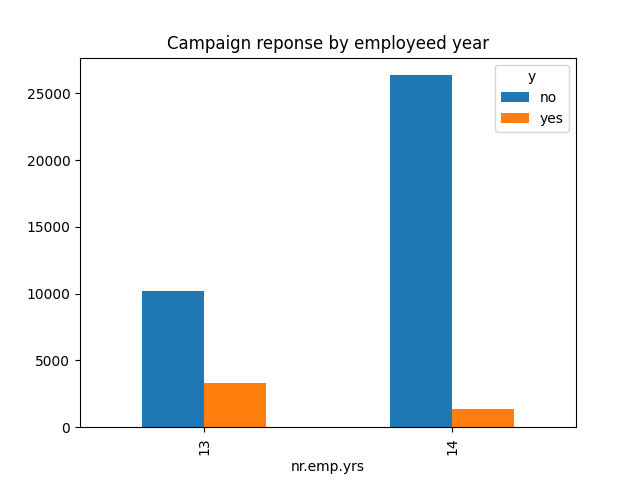 Campaign reponse by employeed year
y
no
yes
25000
20000
15000
10000
5000
0
13
14
nr.emp.yrs